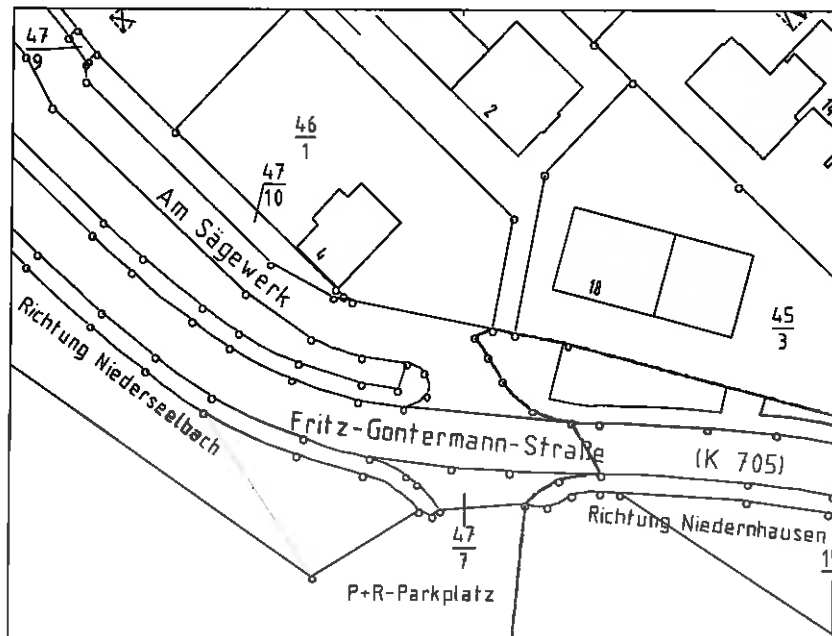 47
9
46
1
47
10
2
4
18
45
3
Am Sägewerk
Richtung Niederseelbach
Fritz-Gontermann-Straße
(K 705)
Richtung Niedernhausen
47
7
P+R-Parkplatz